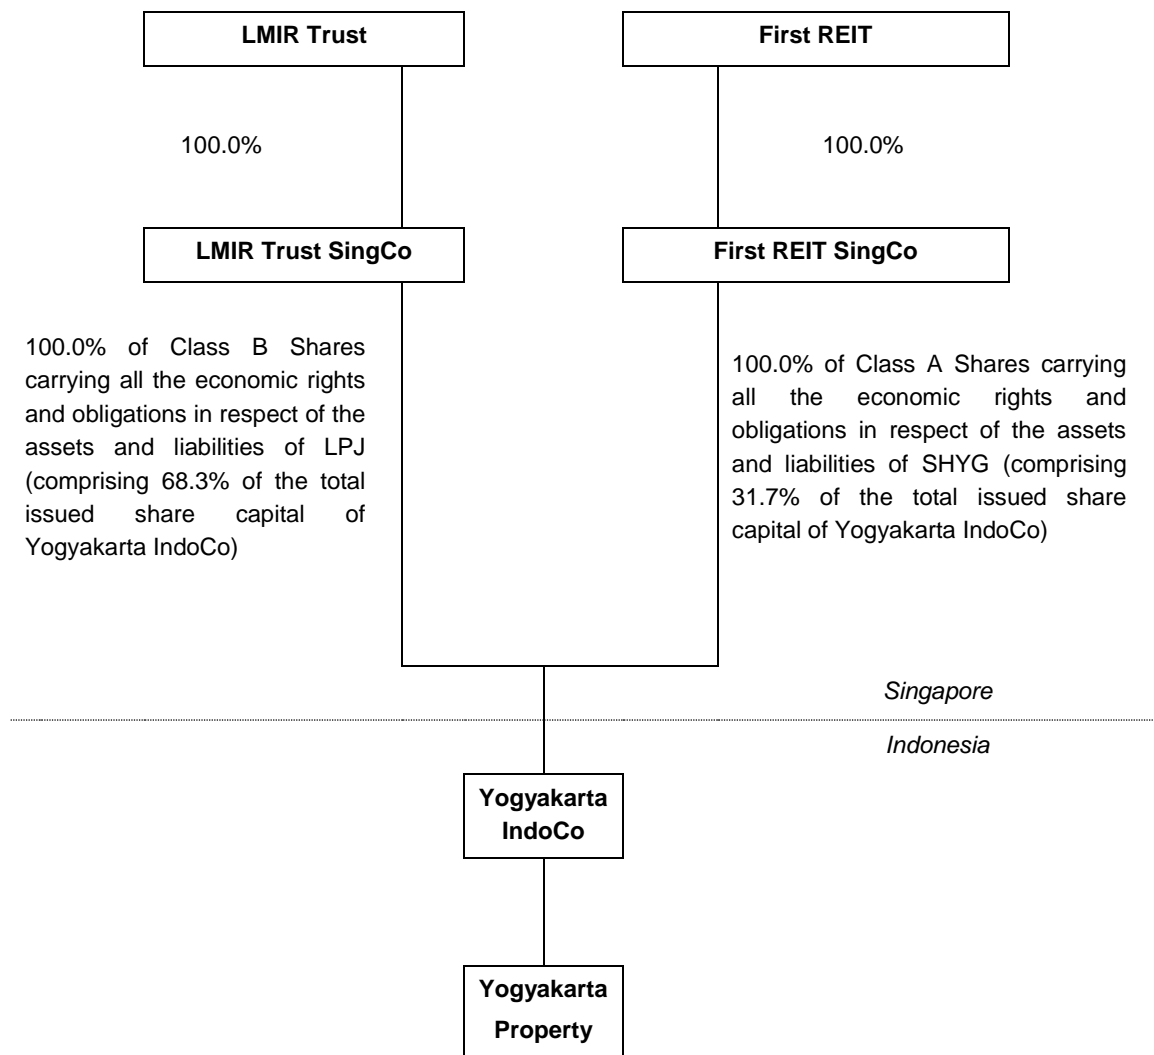 LMIR Trust
First REIT
100.0%
100.0%
LMIR Trust SingCo
First REIT SingCo
100.0% of Class B Shares
carrying all the economic rights
and obligations in respect of the
assets and liabilities of LPJ
(comprising 68.3% of the total
issued share capital of
Yogyakarta IndoCo)
100.0% of Class A Shares carrying
all the economic rights and
obligations in respect of the assets
and liabilities of SHYG (comprising
31.7% of the total issued share
capital of Yogyakarta IndoCo)
Singapore
Indonesia
Yogyakarta
IndoCo
Yogyakarta
Property